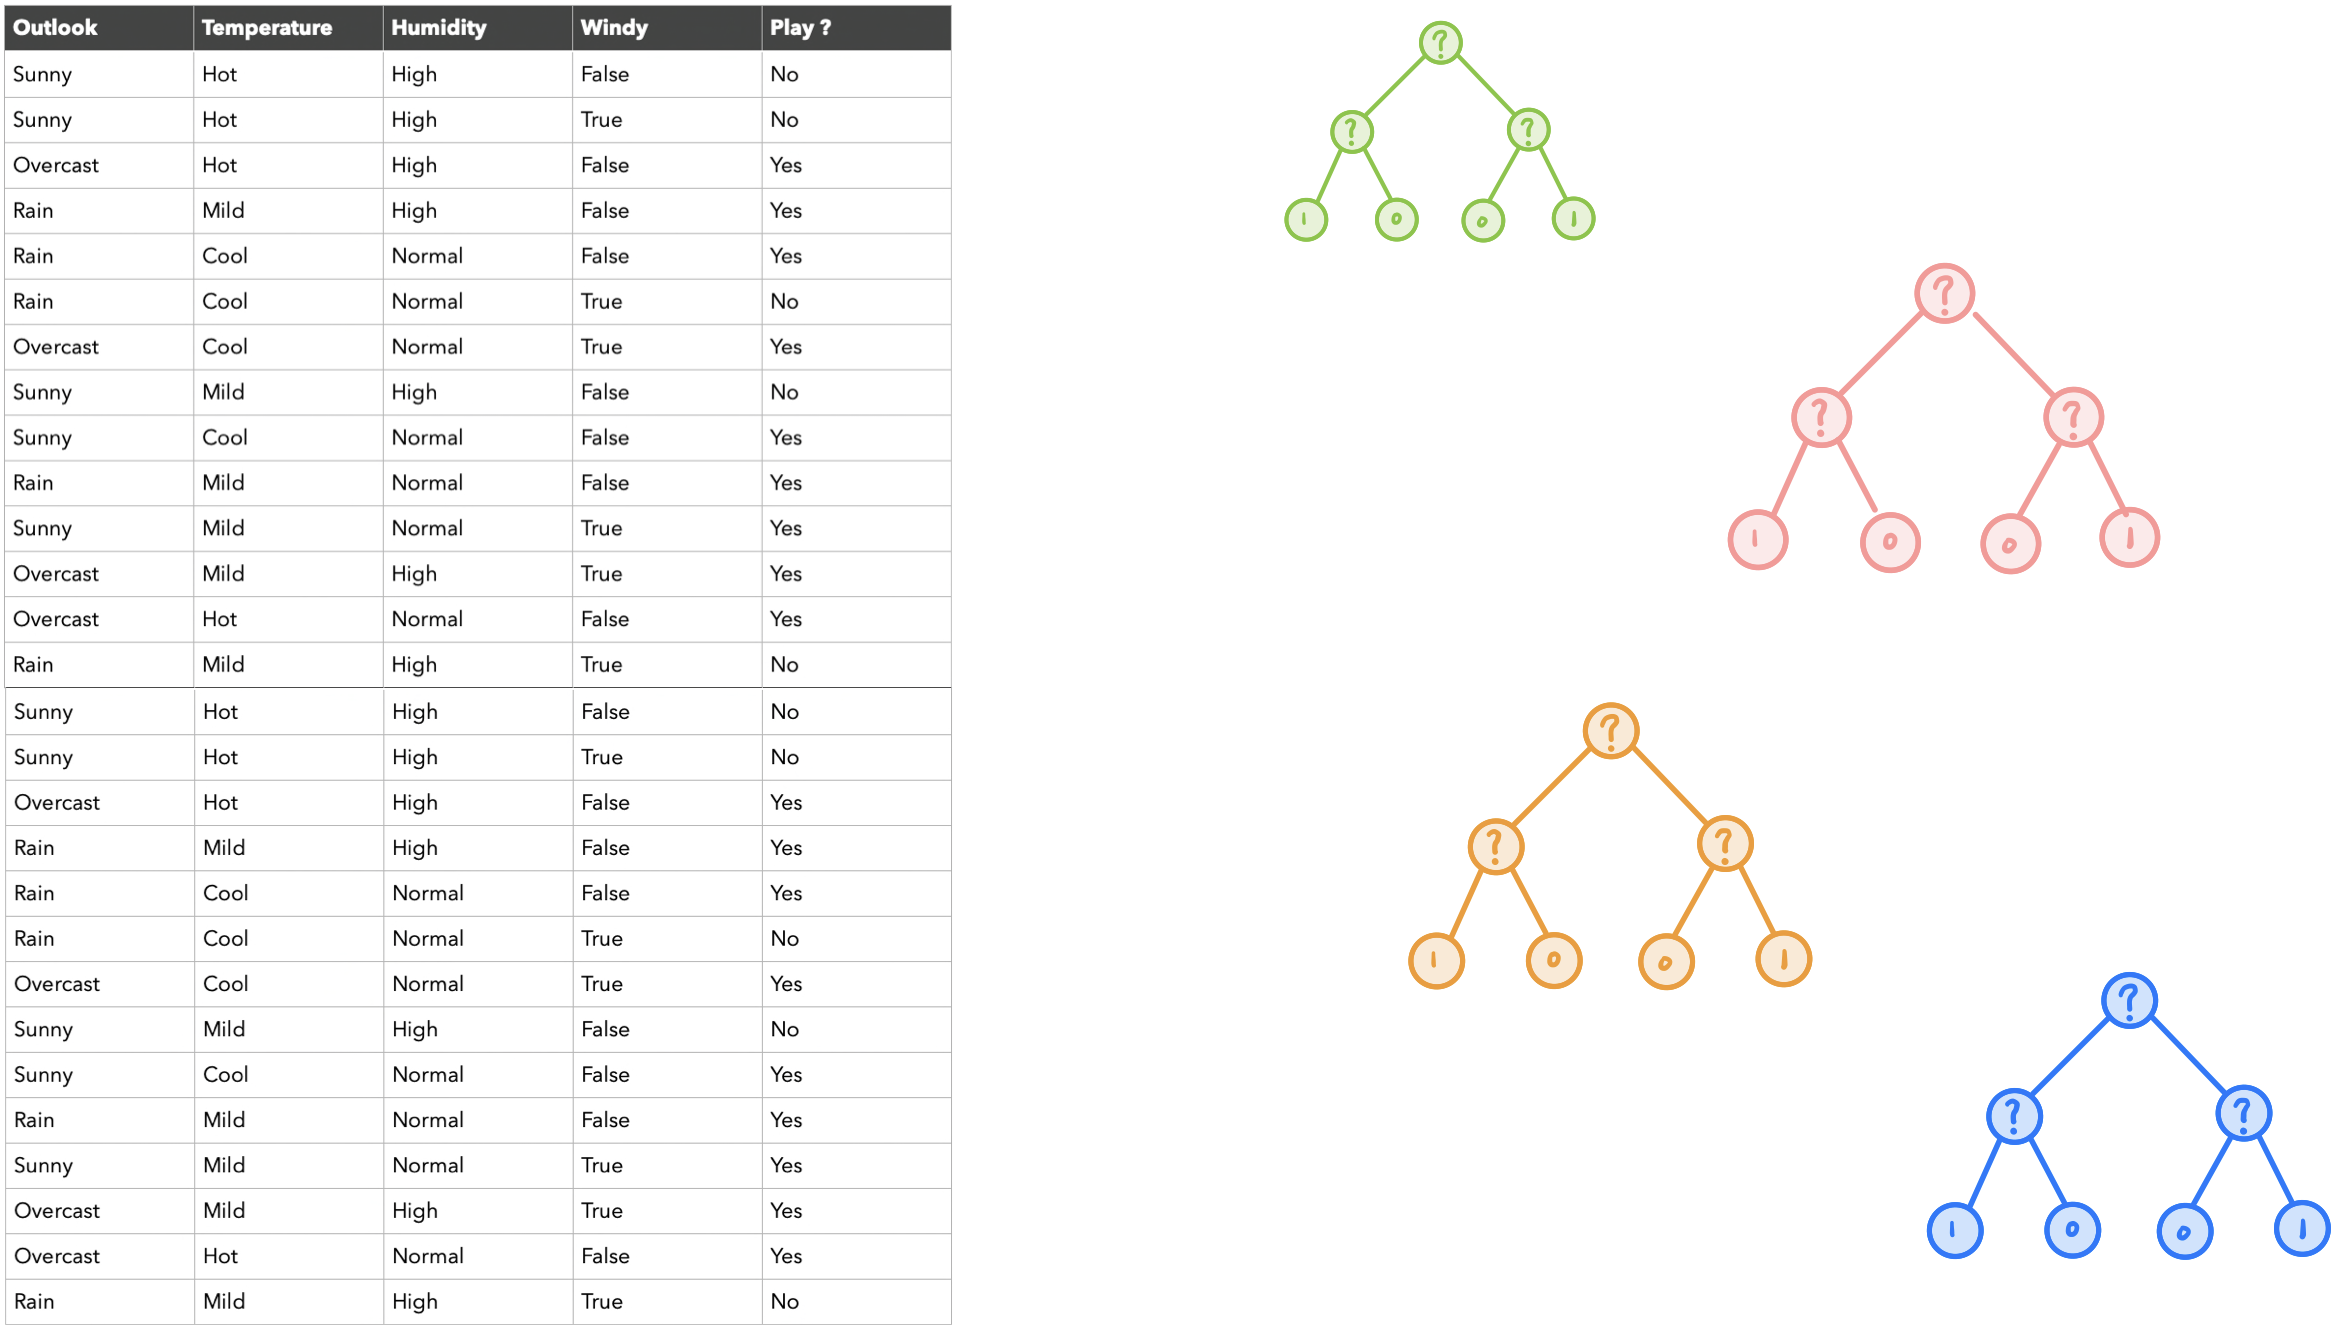 Outlook Temperature Humidity Windy Play ?
Sunny Hot High False No
Sunny Hot High True No
Overcast Hot High False Yes
Rain Mild High False Yes
Rain Cool Normal False Yes
Rain Cool Normal True No
Overcast Cool Normal True Yes
Sunny Mild High False No
Sunny Cool Normal False Yes
Rain Mild Normal False Yes
Sunny Mild Normal True Yes
Overcast Mild High True Yes
Overcast Hot Normal False Yes
Rain Mild High True No
Sunny Hot High False No
Sunny Hot High True No
Overcast Hot High False Yes
Rain Mild High False Yes
Rain Cool Normal False Yes
Rain Cool Normal True No
Overcast Cool Normal True Yes
Sunny Mild High False No
Sunny Cool Normal False Yes
Rain Mild Normal False Yes
Sunny Mild Normal True Yes
Overcast Mild High True Yes
Overcast Hot Normal False Yes
Rain Mild High True No
?
? ?
1 0 0 1
?
? ?
1 0 0 1
?
? ?
1 0 0 1
?
? ?
1 0 0 1